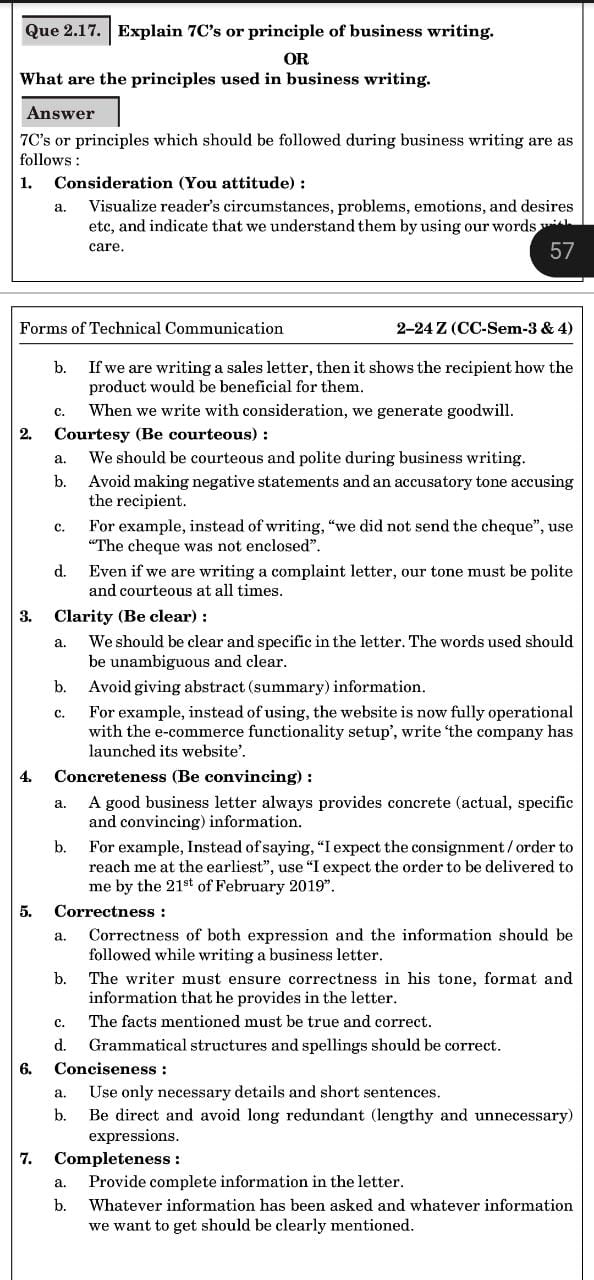 Que 2.17. Explain 7C's or principle of business writing.
OR
What are the principles used in business writing.
Answer
7C's or principles which should be followed during business writing are as
follows :
1. Consideration (You attitude) :
a. Visualize reader's circumstances, problems, emotions, and desires
etc, and indicate that we understand them by using our words
care.
57
Forms of Technical Communication 2–24 Z (CC-Sem-3 & 4)
b. If we are writing a sales letter, then it shows the recipient how the
product would be beneficial for them.
c. When we write with consideration, we generate goodwill.
2. Courtesy (Be courteous) :
a. We should be courteous and polite during business writing.
b. Avoid making negative statements and an accusatory tone accusing
the recipient.
c. For example, instead of writing, “we did not send the cheque”, use
“The cheque was not enclosed”.
d. Even if we are writing a complaint letter, our tone must be polite
and courteous at all times.
3. Clarity (Be clear) :
a. We should be clear and specific in the letter. The words used should
be unambiguous and clear.
b. Avoid giving abstract (summary) information.
c. For example, instead of using, the website is now fully operational
with the e-commerce functionality setup’, write ‘the company has
launched its website’.
4. Concreteness (Be convincing) :
a. A good business letter always provides concrete (actual, specific
and convincing) information.
b. For example, Instead of saying, “I expect the consignment / order to
reach me at the earliest”, use “I expect the order to be delivered to
me by the 21st of February 2019”.
5. Correctness :
a. Correctness of both expression and the information should be
followed while writing a business letter.
b. The writer must ensure correctness in his tone, format and
information that he provides in the letter.
c. The facts mentioned must be true and correct.
d. Grammatical structures and spellings should be correct.
6. Conciseness :
a. Use only necessary details and short sentences.
b. Be direct and avoid long redundant (lengthy and unnecessary)
expressions.
7. Completeness :
a. Provide complete information in the letter.
b. Whatever information has been asked and whatever information
we want to get should be clearly mentioned.